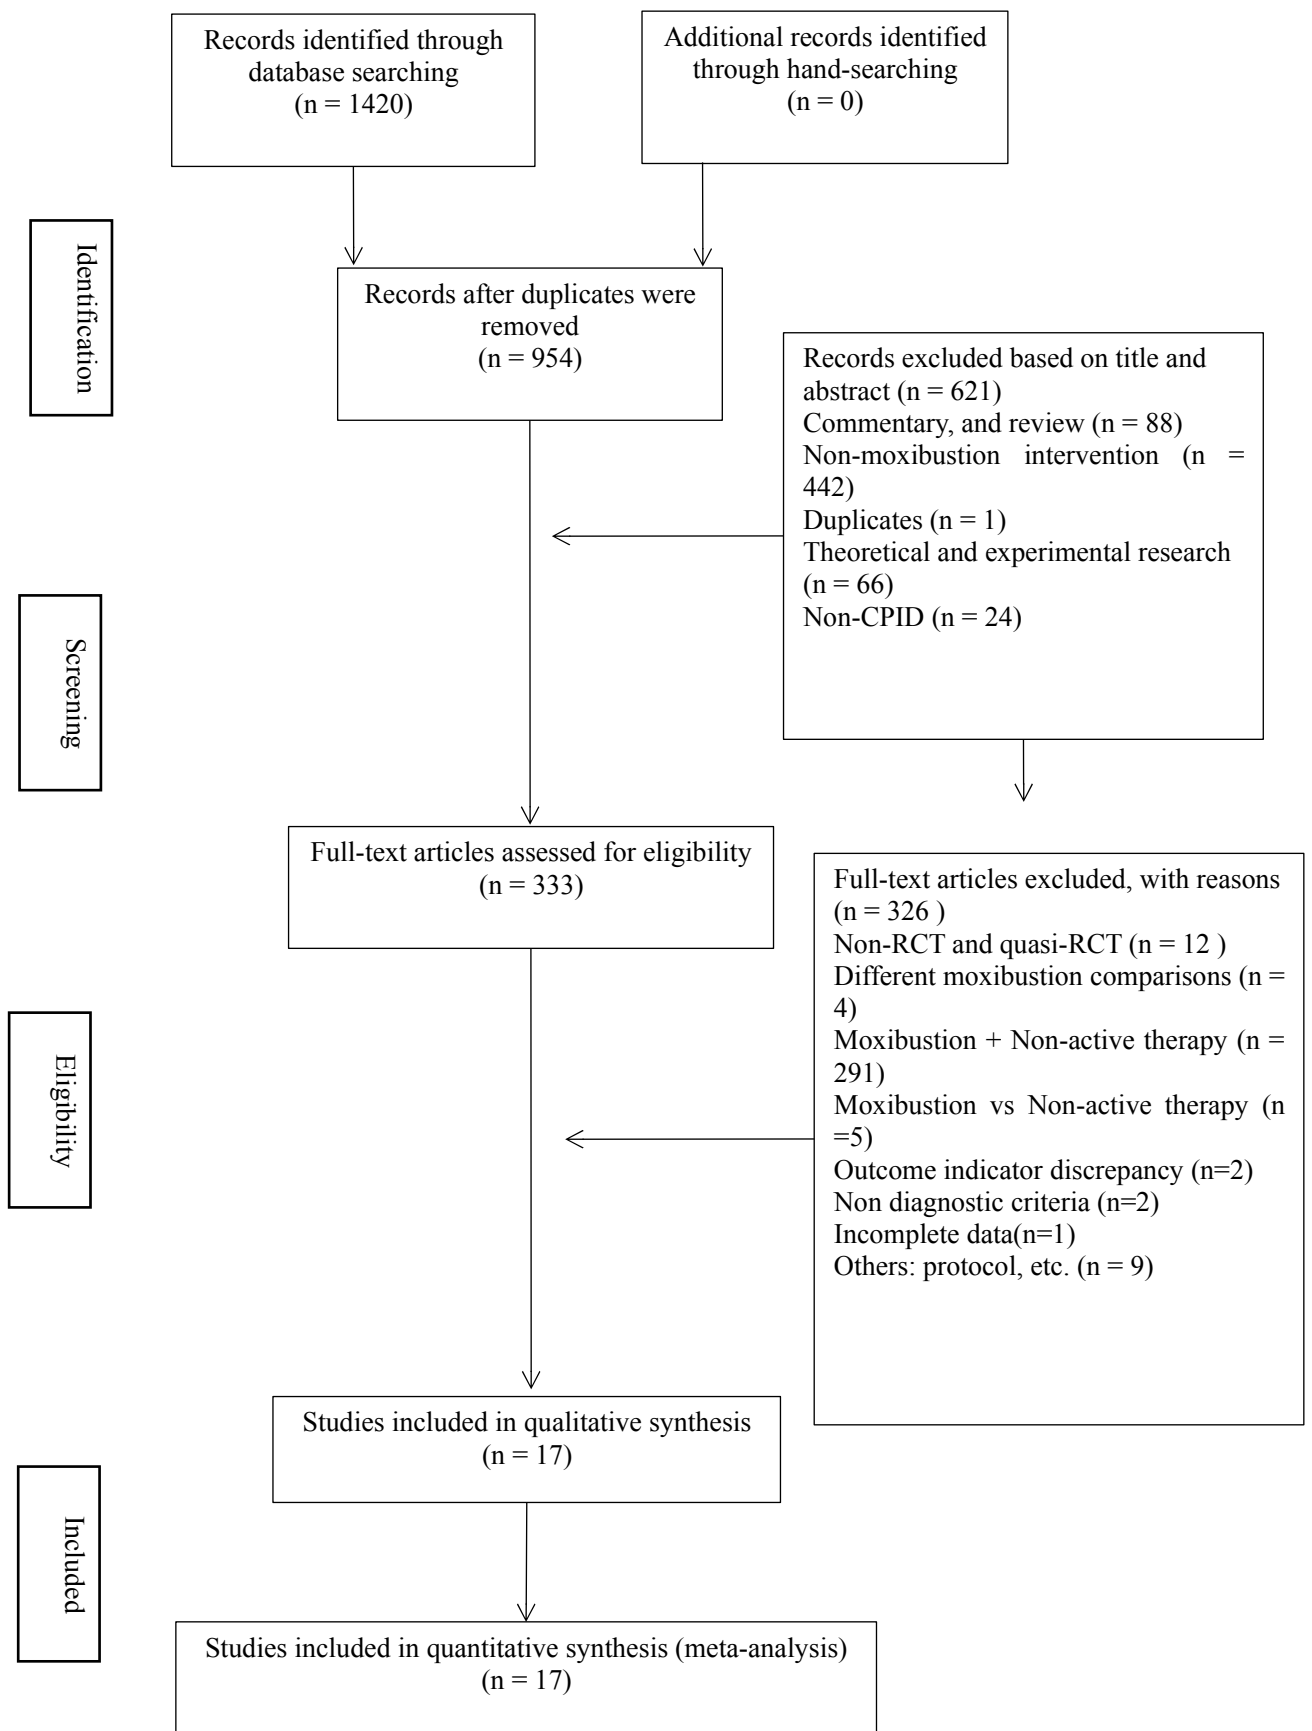 Records identified through
database searching
(n = 1420)
Additional records identified
through hand-searching
(n = 0)
Identification
Records after duplicates were
removed
(n = 954)
Records excluded based on title and
abstract (n = 621)
Commentary, and review (n = 88)
Non-moxibustion intervention (n =
442)
Duplicates (n = 1)
Theoretical and experimental research
(n = 66)
Non-CPID (n = 24)
Screening
Full-text articles assessed for eligibility
(n = 333)
Full-text articles excluded, with reasons
(n = 326 )
Non-RCT and quasi-RCT (n = 12 )
Different moxibustion comparisons (n =
4)
Moxibustion + Non-active therapy (n =
291)
Moxibustion vs Non-active therapy (n
=5)
Outcome indicator discrepancy (n=2)
Non diagnostic criteria (n=2)
Incomplete data(n=1)
Others: protocol, etc. (n = 9)
Eligibility
Studies included in qualitative synthesis
(n = 17)
Included
Studies included in quantitative synthesis (meta-analysis)
(n = 17)